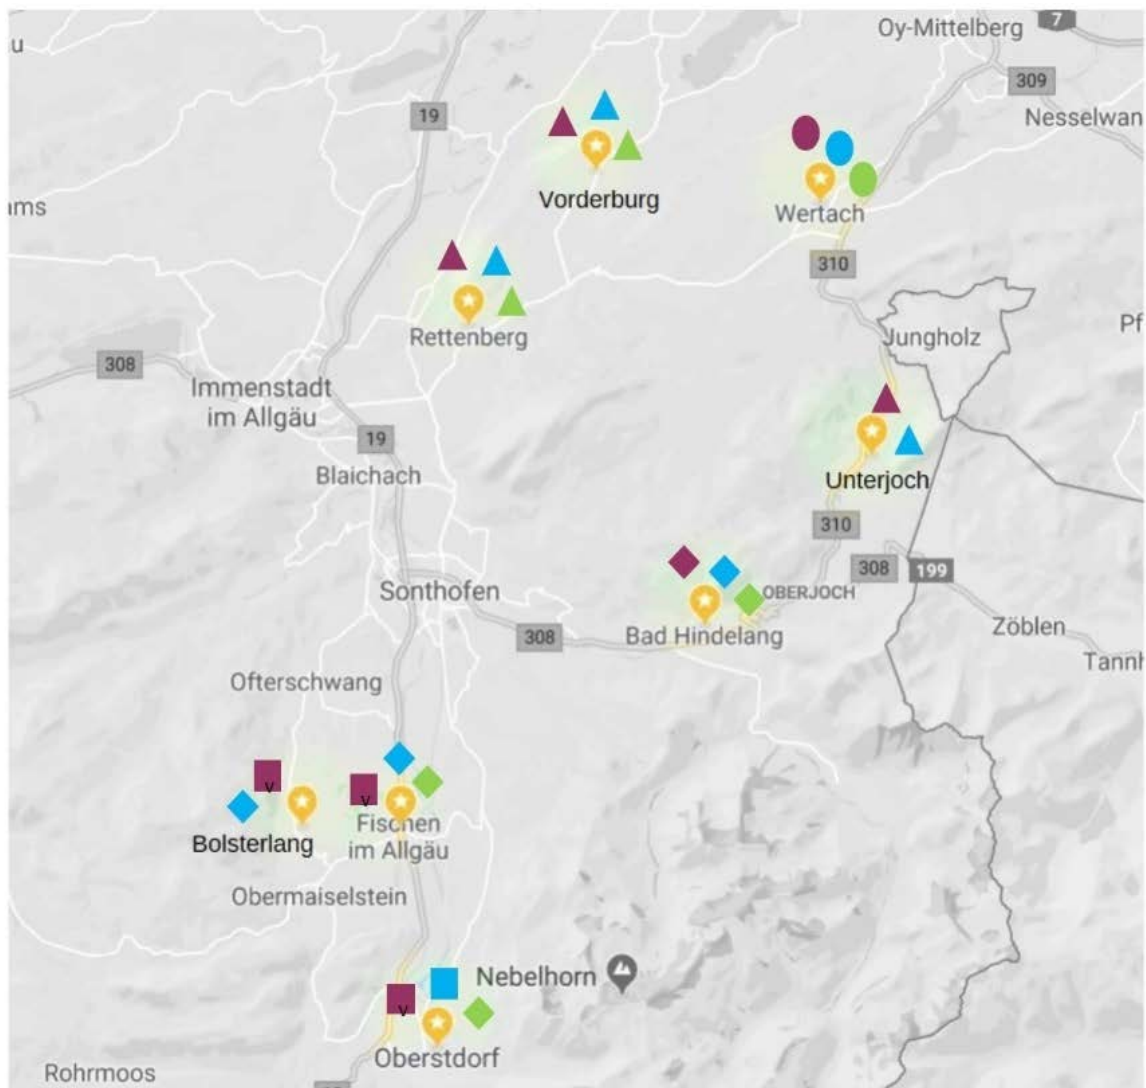 7
Oy-Mittelberg
u
309
19
Nesselwan
Vorderburg
ams
Wertach
310
Rettenberg
Jungholz
Pf
308
Immenstadt
im Allgäu
19
Blaichach
Unterjoch
310
308
199
Sonthofen
OBERJOCH
308
Bad Hindelang
Zöblen
Tannh
Ofterschwang
v
v
Fischen
im Allgäu
Bolsterlang
Obermaiselstein
Nebelhorn
v
Oberstdorf
Rohrmoos